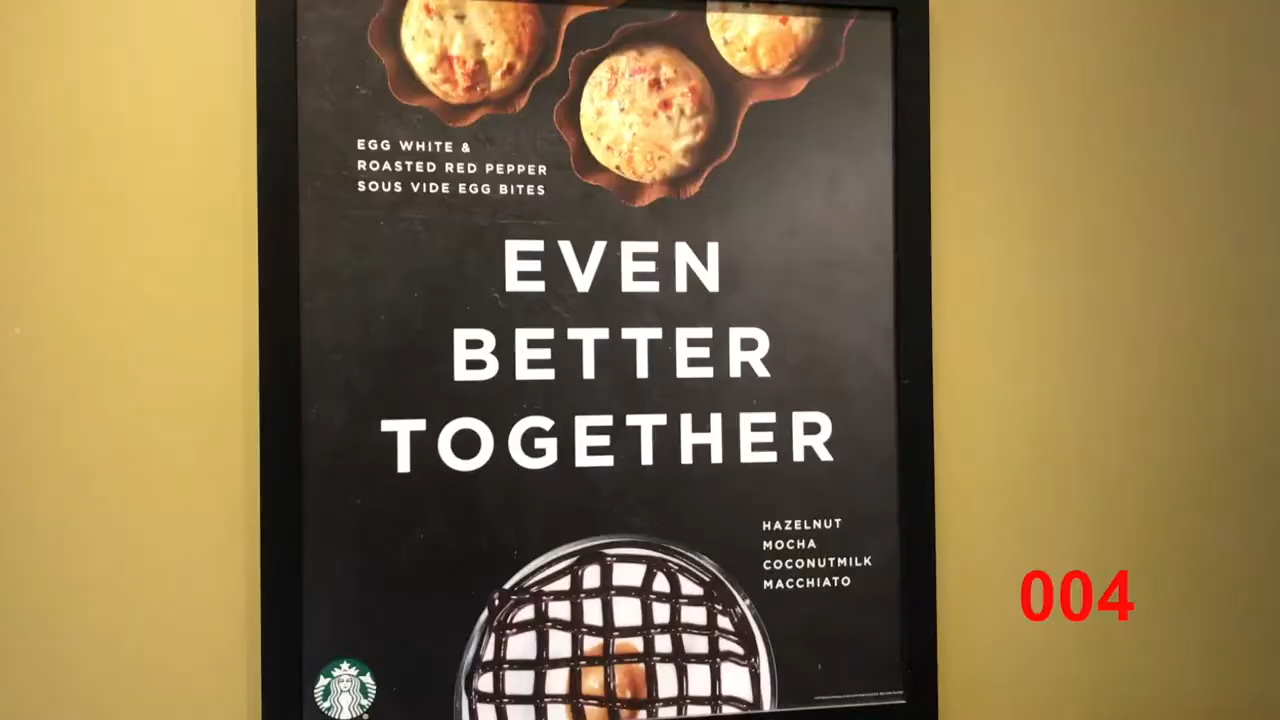 EGG WHITE &
ROASTED RED PEPPER
SOUS VIDE EGG BITES
EVEN
BETTER
TOGETHER
HAZELNUT
MOCHA
COCONUTMILK
MACCHIATO
004